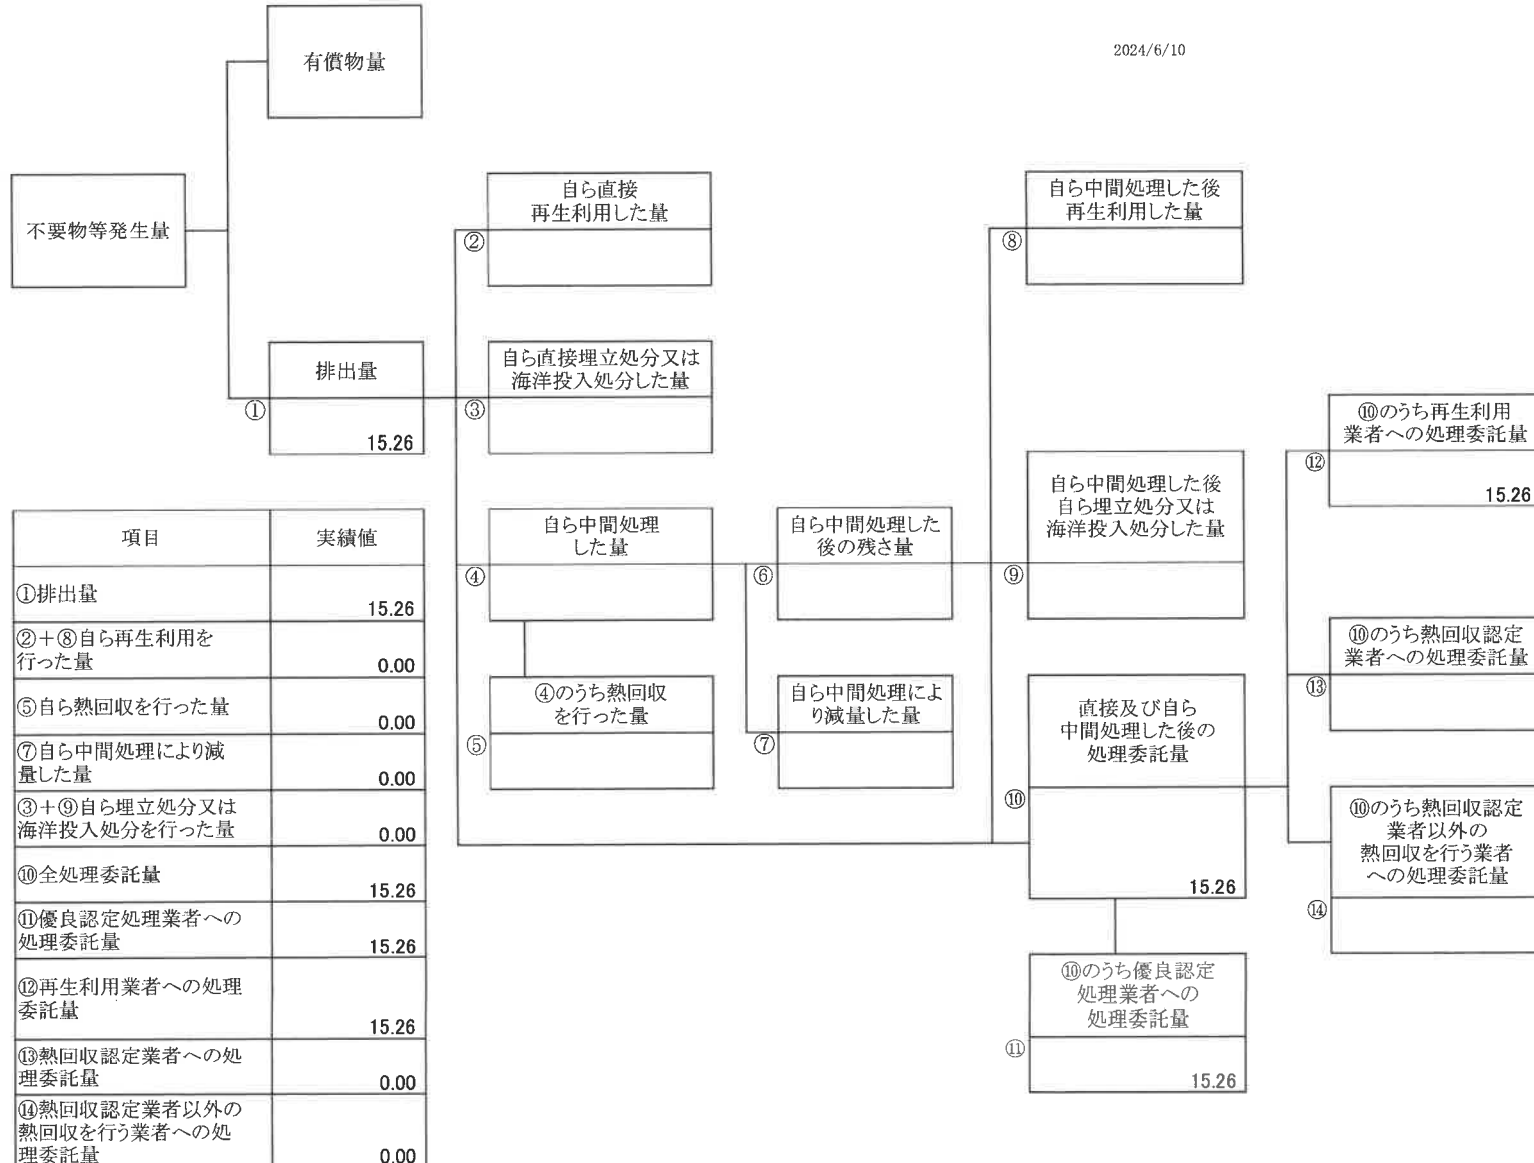 有償物量
2024/6/10
不要物等発生量
自ら直接
再生利用した量
②
自ら中間処理した後
再生利用した量
⑧
排出量
①
15.26
自ら直接埋立処分又は
海洋投入処分した量
③
⑩のうち再生利用
業者への処理委託量
⑫
15.26
自ら中間処理
した量
④
自ら中間処理した
後の残さ量
⑥
自ら中間処理した後
自ら埋立処分又は
海洋投入処分した量
⑨
④のうち熱回収
を行った量
⑤
自ら中間処理によ
り減量した量
⑦
直接及び自ら
中間処理した後の
処理委託量
⑩
15.26
⑩のうち熱回収認定
業者への処理委託量
⑬
⑩のうち熱回収認定
業者以外の
熱回収を行う業者
への処理委託量
⑭
⑩のうち優良認定
処理業者への
処理委託量
⑪
15.26
項目 実績値
①排出量
15.26
②+⑧自ら再生利用を
行った量
0.00
⑤自ら熱回収を行った量
0.00
⑦自ら中間処理により減
量した量
0.00
③+⑨自ら埋立処分又は
海洋投入処分を行った量
0.00
⑩全処理委託量
15.26
⑪優良認定処理業者への
処理委託量
15.26
⑫再生利用業者への処理
委託量
15.26
⑬熱回収認定業者への処
理委託量
0.00
⑭熱回収認定業者以外の
熱回収を行う業者への処
理委託量
0.00